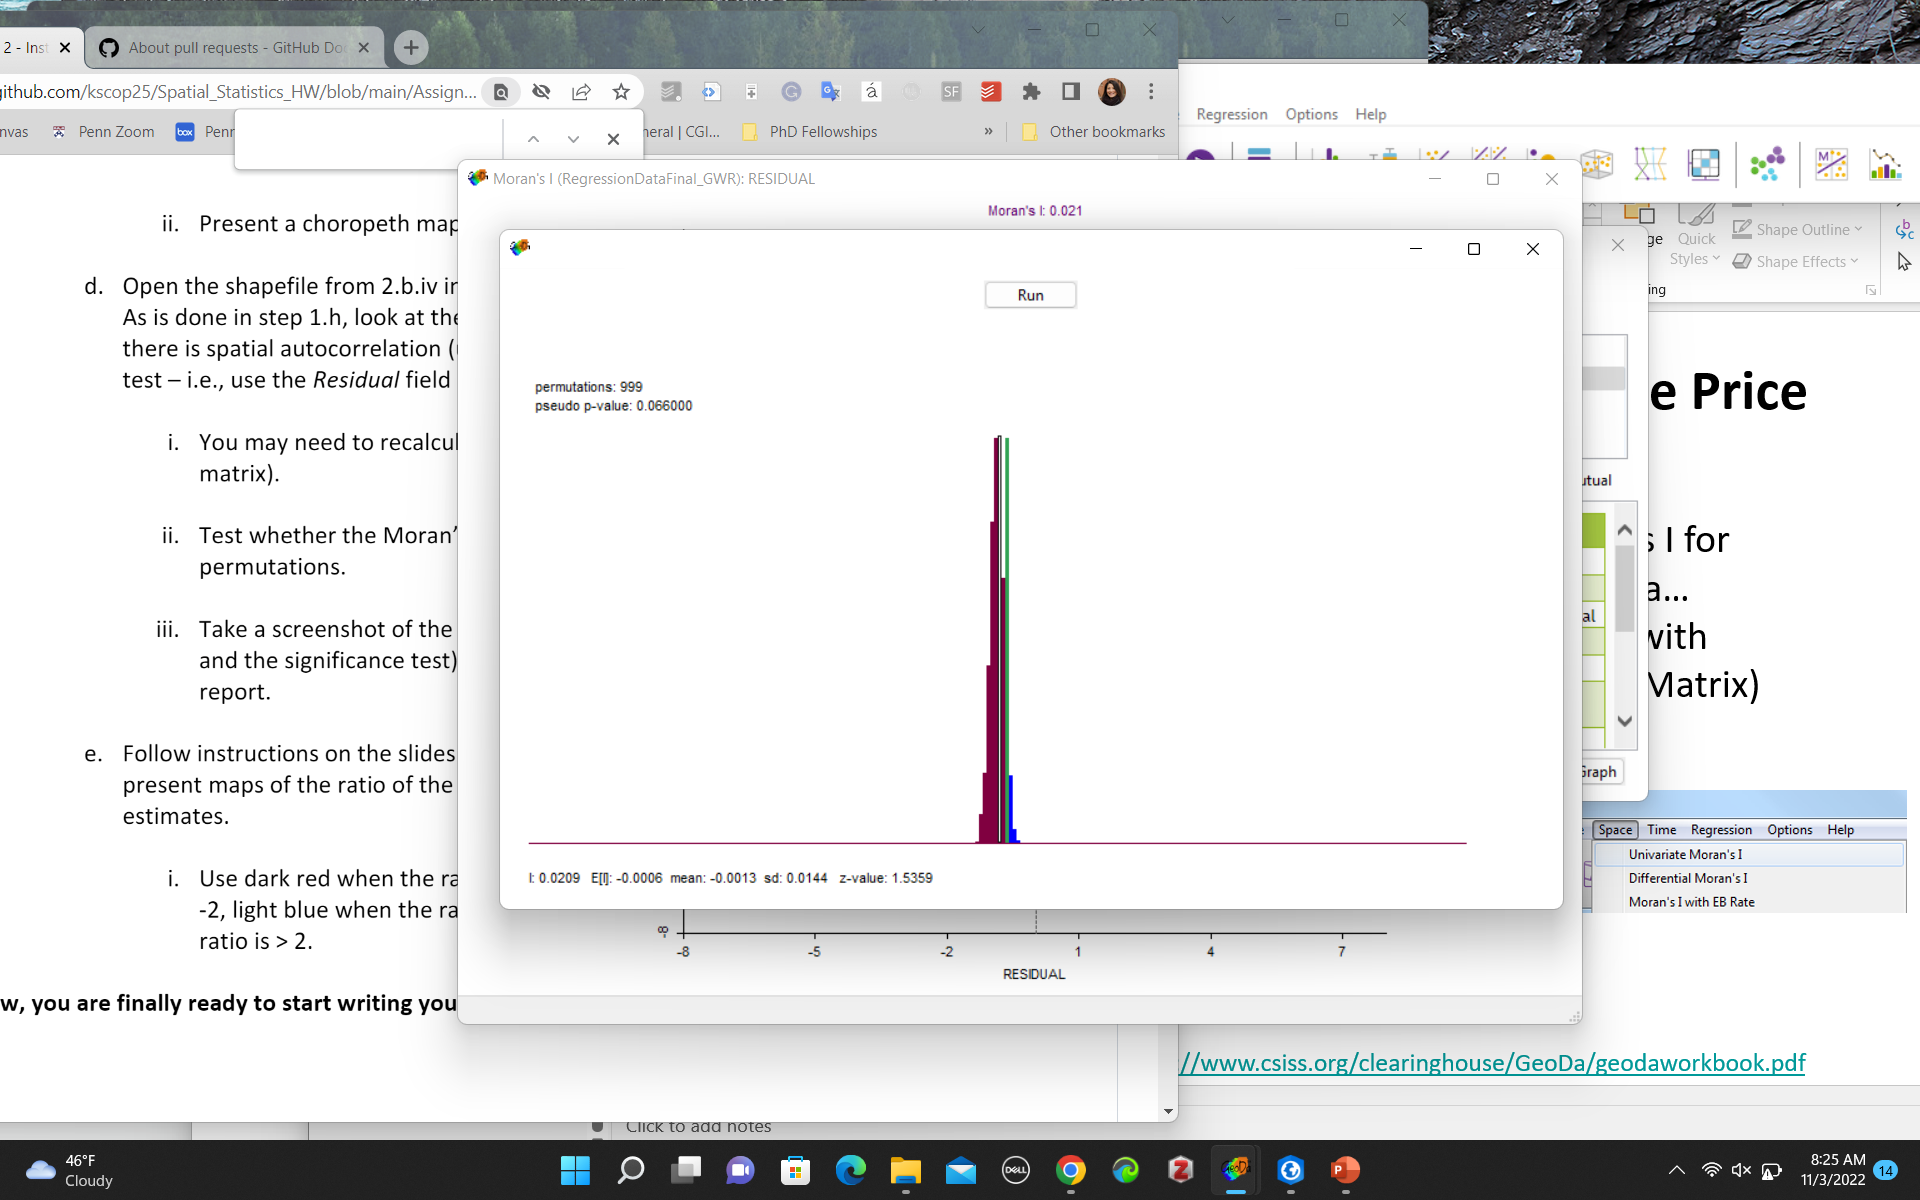 2 - Inst
About pull requests - GitHub Do
github.com/kscop25/Spatial_Statistics_HW/blob/main/Assign...
nvas
Penn Zoom
box
Penn
neral | CGI...
PhD Fellowships
»
Other bookmarks
Regression Options Help
Moran's I (RegressionDataFinal_GWR): RESIDUAL
Moran's I: 0.021
Run
permutations: 999
pseudo p-value: 0.066000
I: 0.0209 E[I]: -0.0006 mean: -0.0013 sd: 0.0144 z-value: 1.5359
-8 -5 -2 1 4 7
RESIDUAL
ii. Present a choropeth map
d. Open the shapefile from 2.b.iv in
As is done in step 1.h, look at the
there is spatial autocorrelation (
test – i.e., use the Residual field
i. You may need to recalcul
matrix).
ii. Test whether the Moran’
permutations.
iii. Take a screenshot of the
and the significance test)
report.
e. Follow instructions on the slides
present maps of the ratio of the
estimates.
i. Use dark red when the ra
-2, light blue when the ra
ratio is > 2.
w, you are finally ready to start writing you
ge
Quick
Styles
Shape Outline
Shape Effects
ing
e Price
utual
s I for
a...
al
with
Matrix)
Graph
Space Time Regression Options Help
Univariate Moran's I
Differential Moran's I
Moran's I with EB Rate
//www.csiss.org/clearinghouse/GeoDa/geodaworkbook.pdf
Click to add notes
46°F
Cloudy
DELL
8:25 AM
11/3/2022
14